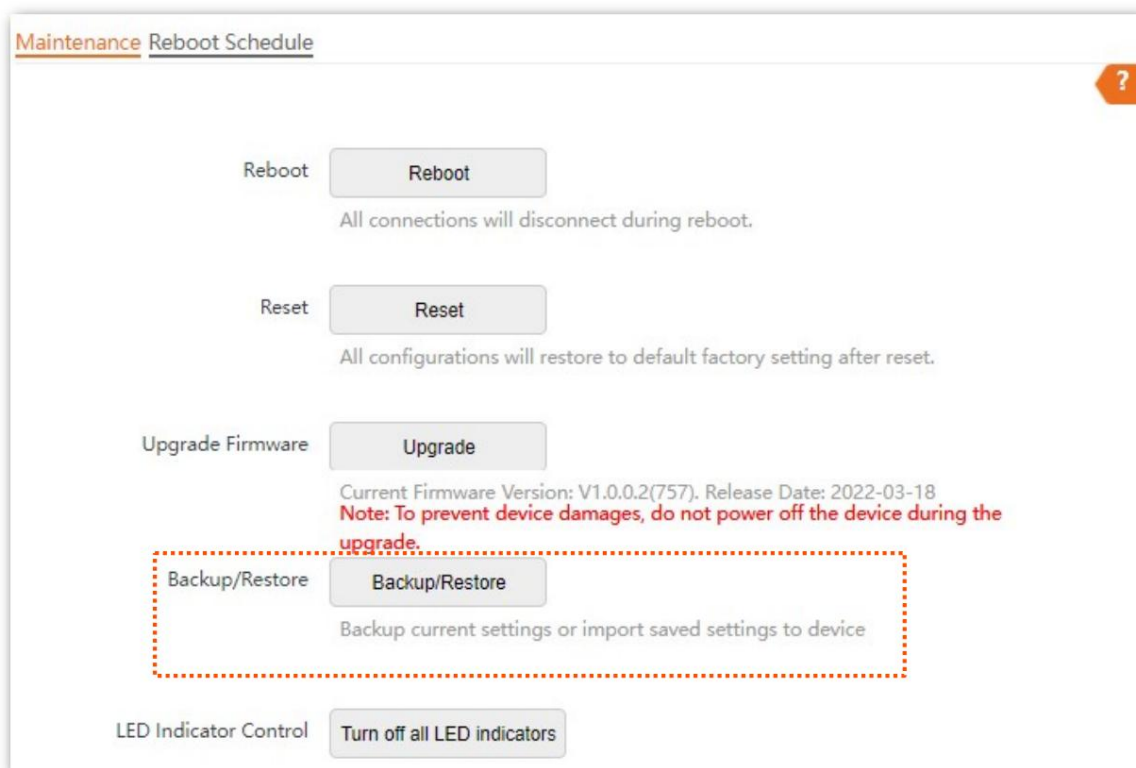 Maintenance Reboot Schedule
?
Reboot Reboot
All connections will disconnect during reboot.
Reset Reset
All configurations will restore to default factory setting after reset.
Upgrade Firmware Upgrade
Current Firmware Version: V1.0.0.2(757). Release Date: 2022-03-18
Note: To prevent device damages, do not power off the device during the
upgrade.
Backup/Restore Backup/Restore
Backup current settings or import saved settings to device
LED Indicator Control Turn off all LED indicators